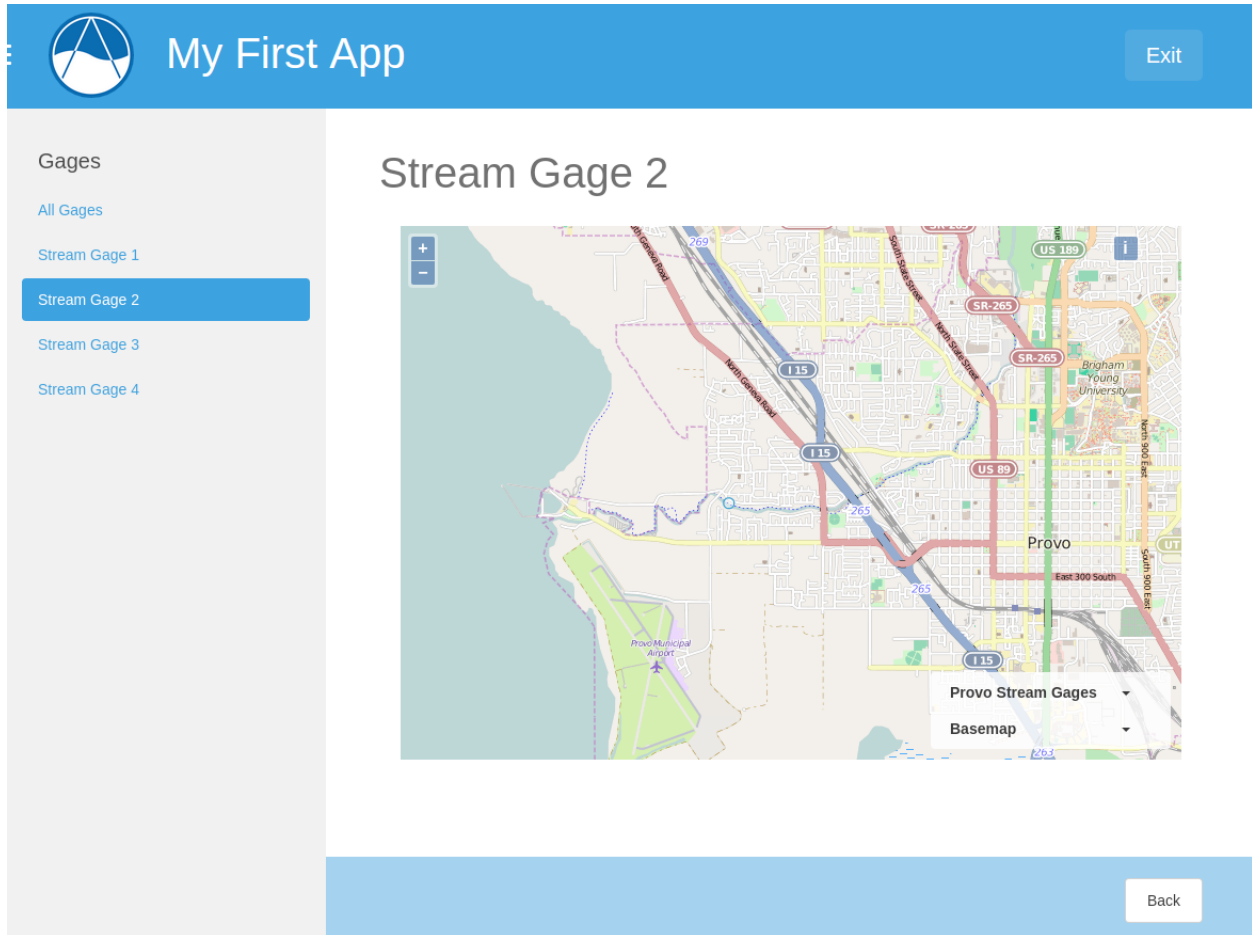 My First App
Exit
Gages
All Gages
Stream Gage 1
Stream Gage 2
Stream Gage 3
Stream Gage 4
Stream Gage 2
+
−
i
269
US 189
South State Street
SR-265
North State Street
SR-265
I 15
North Geneva Road
Brigham
Young
University
North 900 East
I 15
US 89
265
Provo
UT
East 300 South
South 900 East
265
Provo Municipal
Airport
I 15
Provo Stream Gages
Basemap
263
Back